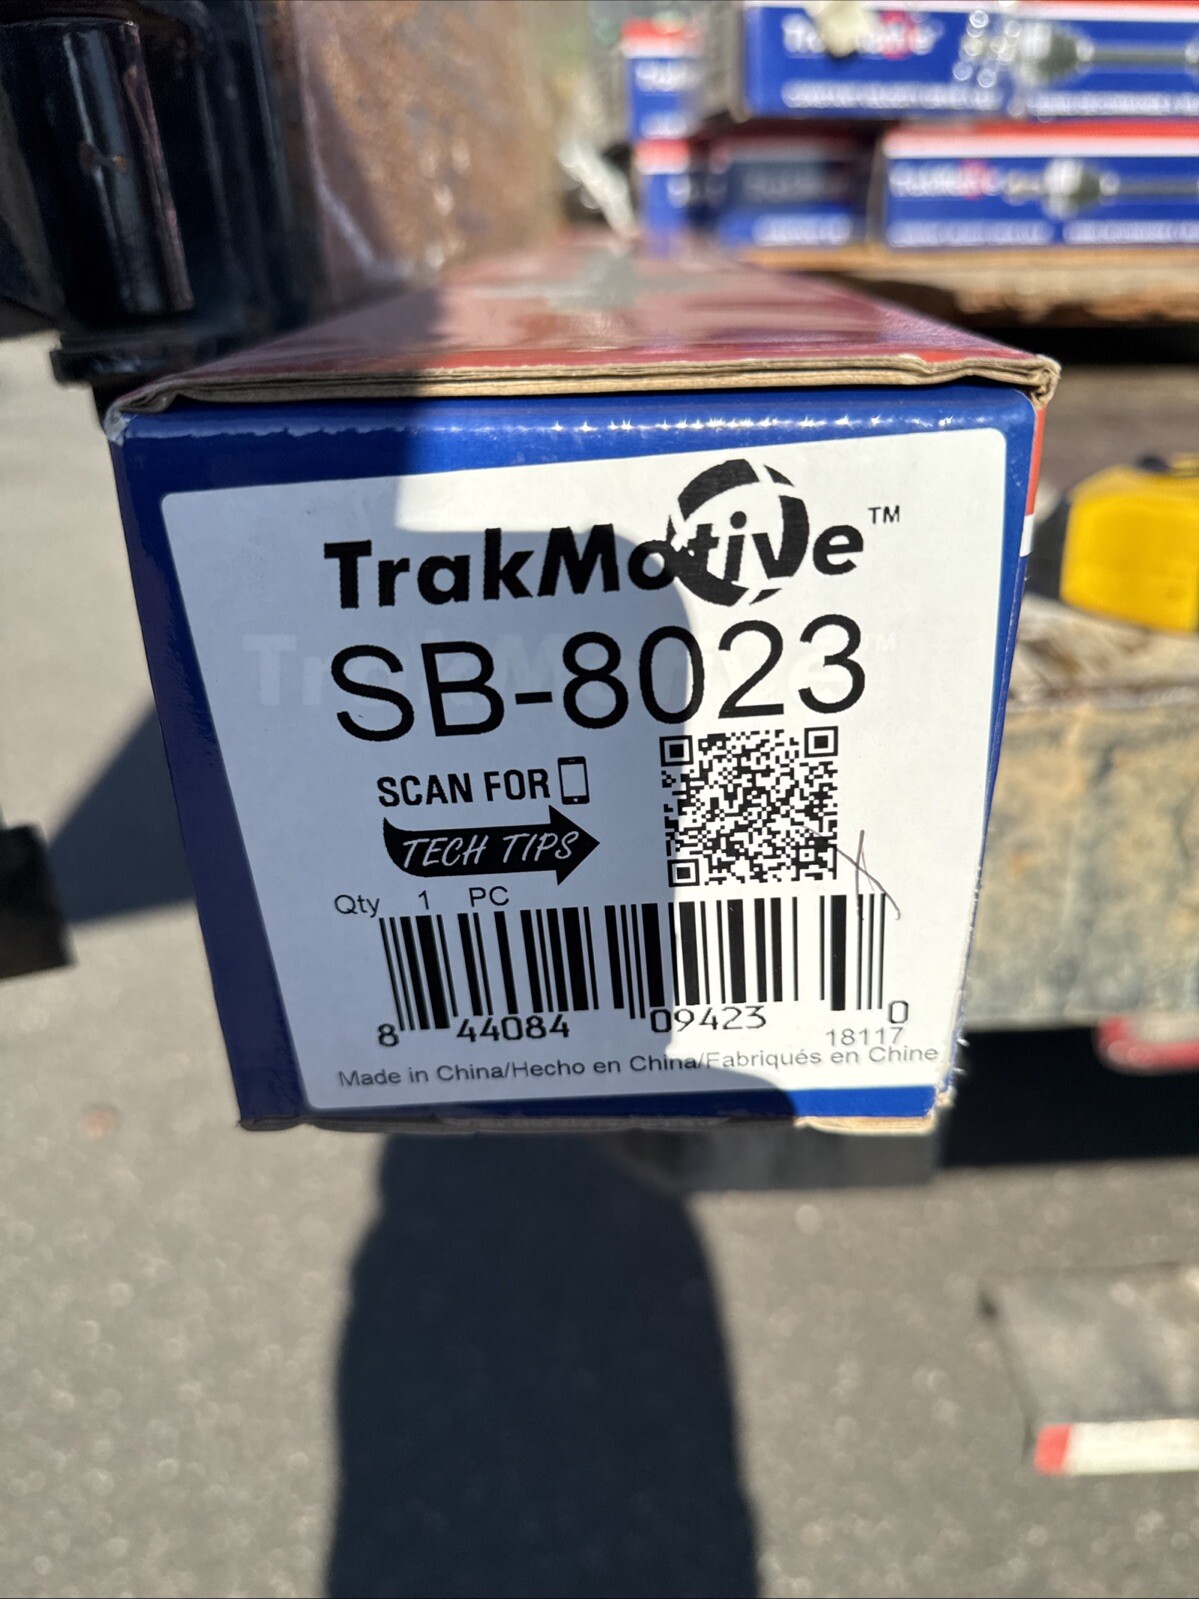 TrakMotive™
SB-8023
SCAN FOR
TECH TIPS
Qty 1 PC
8 44084 09423 0
18117
Made in China/Hecho en China/Fabriqués en Chine